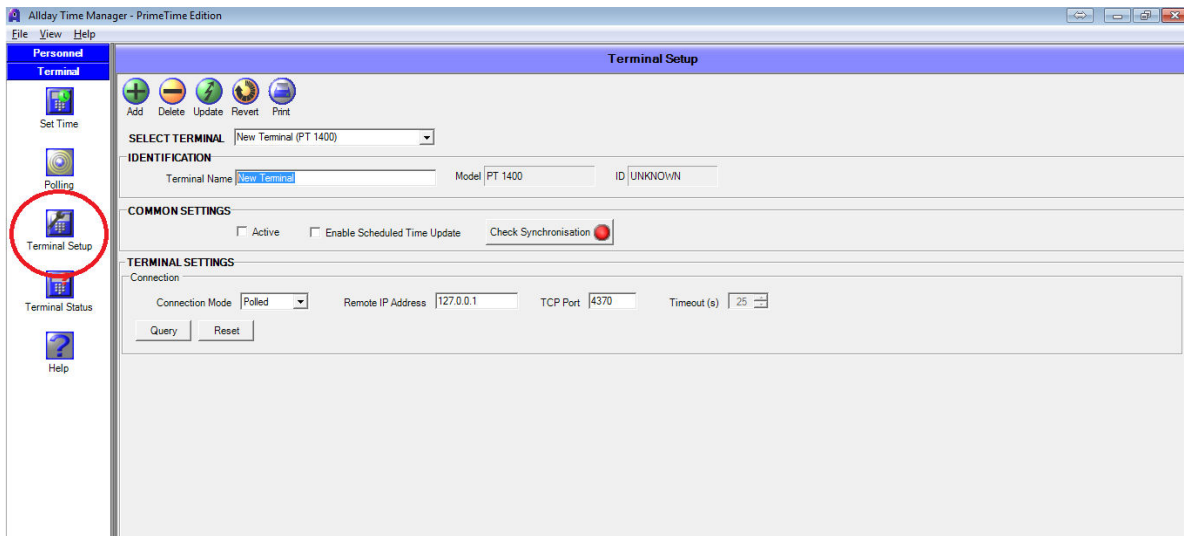 Allday Time Manager - PrimeTime Edition
File View Help
Personnel
Terminal
Set Time
Polling
Terminal Setup
Terminal Status
Help
Terminal Setup
Add Delete Update Revert Print
SELECT TERMINAL New Terminal (PT 1400)
IDENTIFICATION
Terminal Name New Terminal Model PT 1400 ID UNKNOWN
COMMON SETTINGS
Active Enable Scheduled Time Update Check Synchronisation
TERMINAL SETTINGS
Connection
Connection Mode Polled Remote IP Address 127.0.0.1 TCP Port 4370 Timeout (s) 25
Query Reset